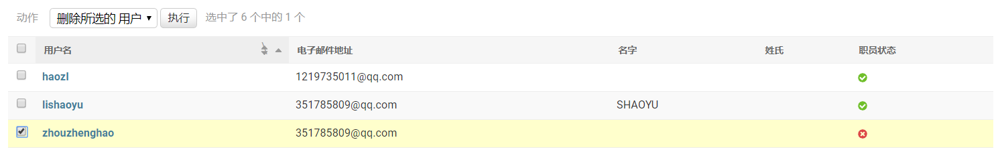 动作 删除所选的 用户 执行 选中了 6 个中的 1 个
用户名 电子邮件地址 名字 姓氏 职员状态
haozl 1219735011@qq.com
lishaoyu 351785809@qq.com SHAOYU
zhouzhenghao 351785809@qq.com